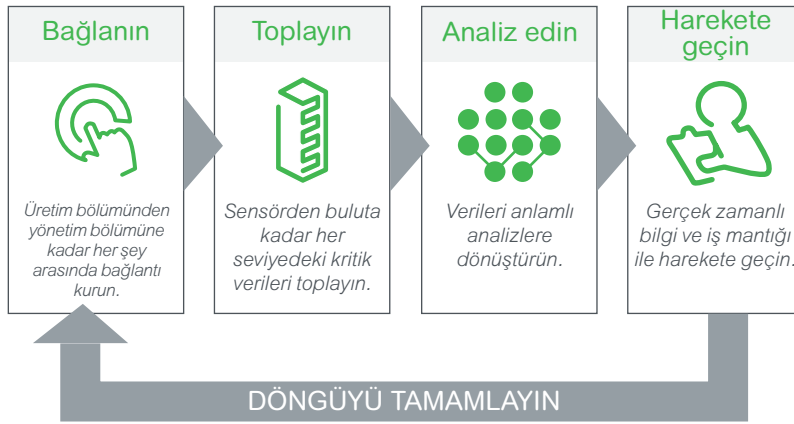 Bağlanın
Üretim bölümünden
yönetim bölümüne
kadar her şey
arasında bağlantı
kurun.
Toplayın
Sensörden buluta
kadar her
seviyedeki kritik
verileri toplayın.
Analiz edin
Verileri anlamlı
analizlere
dönüştürün.
Harekete
geçin
Gerçek zamanlı
bilgi ve iş mantığı
ile harekete geçin.
DÖNGÜYÜ TAMAMLAYIN